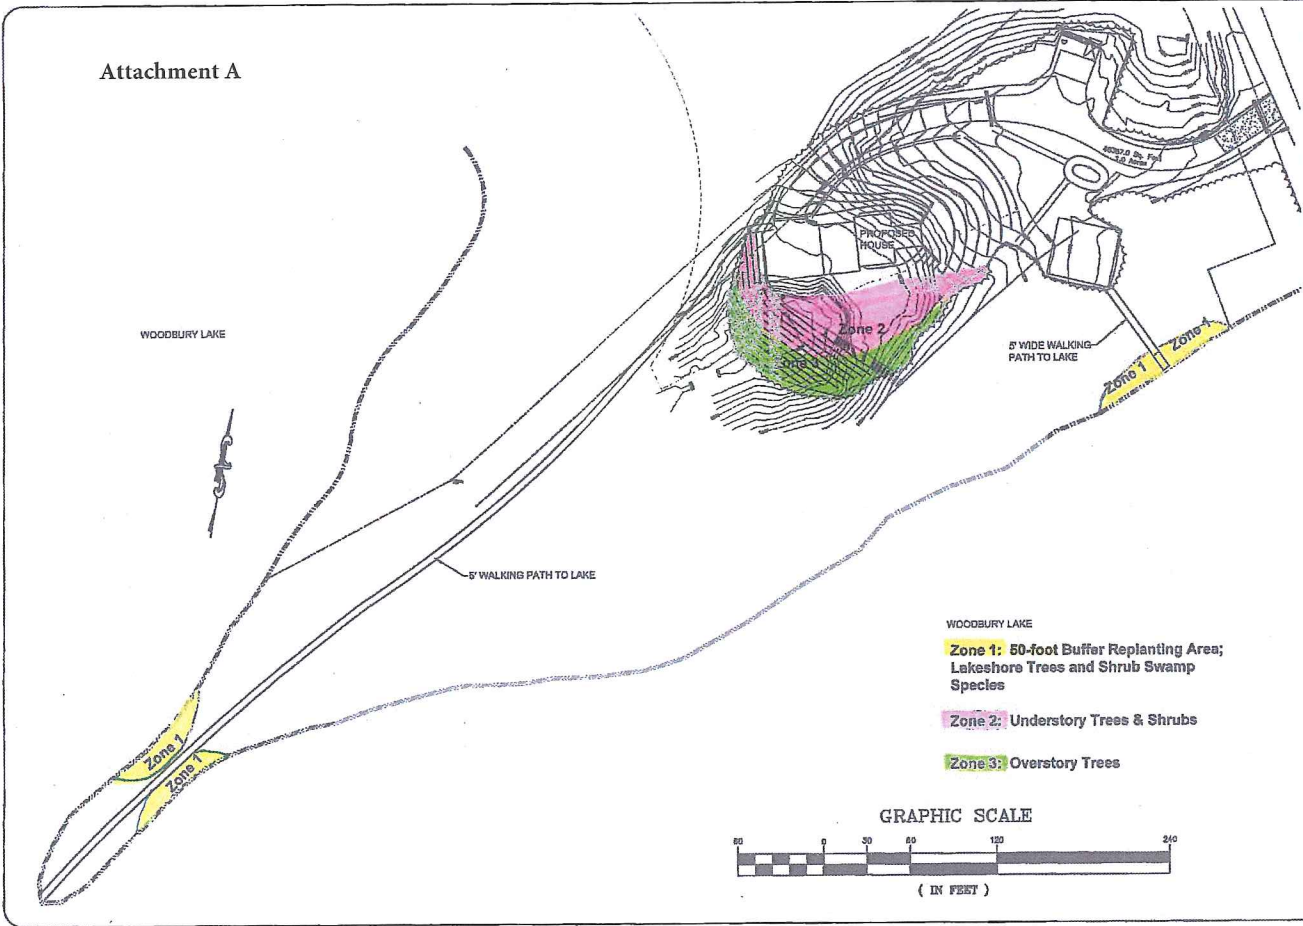 Attachment A
PROPOSED
HOUSE
WOODBURY LAKE
Zone 2
5' WIDE WALKING
PATH TO LAKE
Zone 1
Zone 1
5' WALKING PATH TO LAKE
WOODBURY LAKE
Zone 1: 50-foot Buffer Replanting Area;
Lakeshore Trees and Shrub Swamp
Species
Zone 2: Understory Trees & Shrubs
Zone 3: Overstory Trees
Zone 1
Zone 1
GRAPHIC SCALE
60 0 30 60 120 240
( IN FEET )